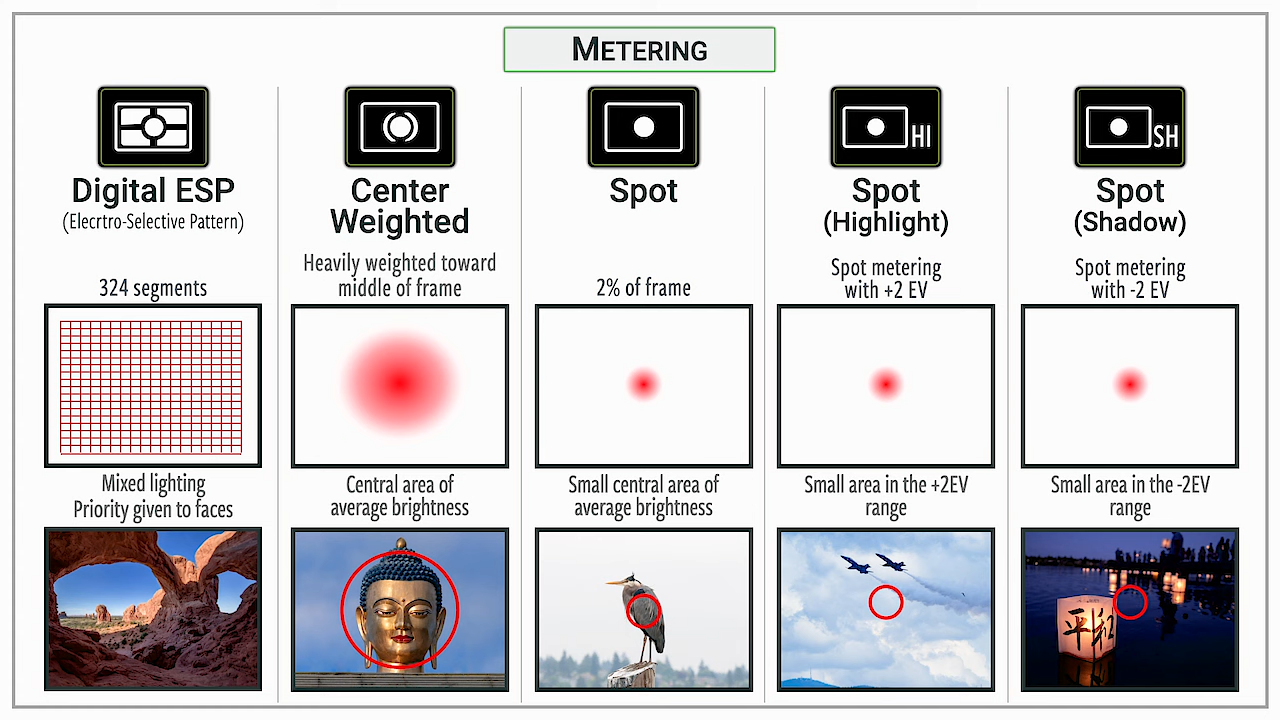 METERING
Digital ESP
(Elecrtro-Selective Pattern)
324 segments
Mixed lighting
Priority given to faces
Center
Weighted
Heavily weighted toward
middle of frame
Central area of
average brightness
Spot
2% of frame
Small central area of
average brightness
HI
Spot
(Highlight)
Spot metering
with +2 EV
Small area in the +2EV
range
SH
Spot
(Shadow)
Spot metering
with -2 EV
Small area in the -2EV
range
平和